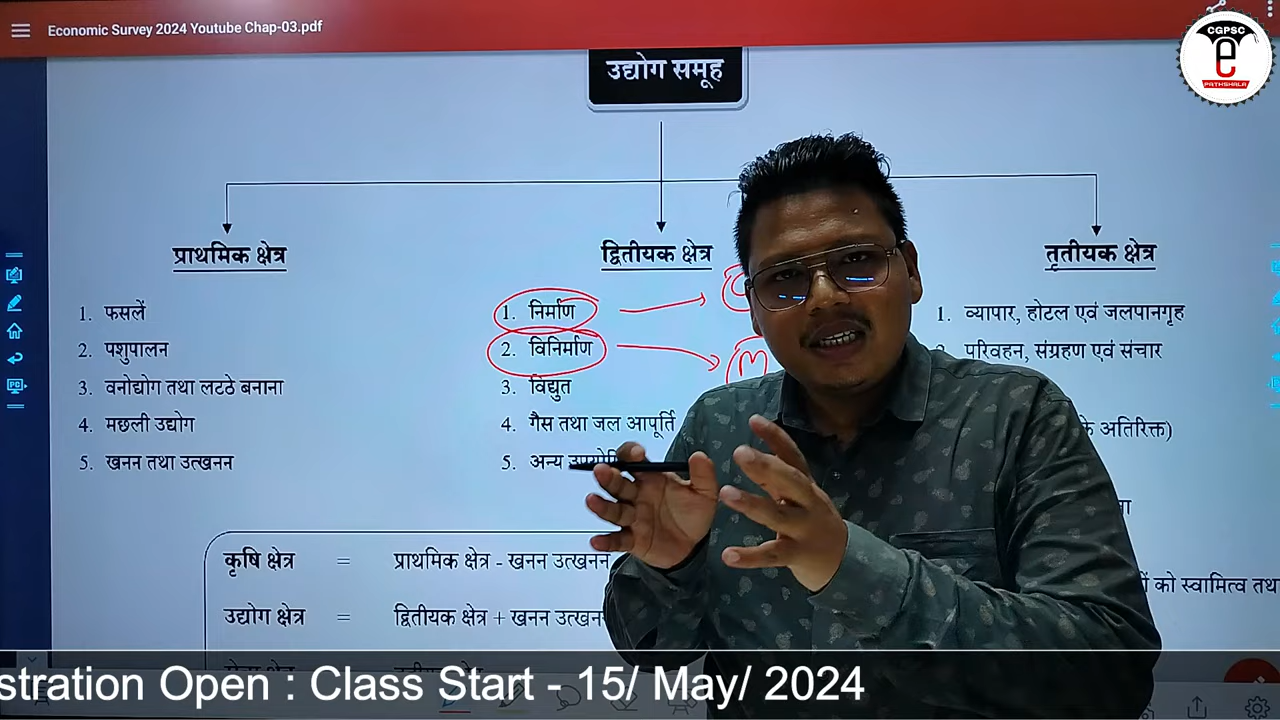 Economic Survey 2024 Youtube Chap-03.pdf
CGPSC
e
PATHSHALA
उद्योग समूह
प्राथमिक क्षेत्र
1. फसलें
2. पशुपालन
3. वनोद्योग तथा लटठे बनाना
4. मछली उद्योग
5. खनन तथा उत्खनन
द्वितीयक क्षेत्र
1. निर्माण
2. विनिर्माण
3. विद्युत
4. गैस तथा जल आपूर्ति
5. अन्य
तृतीयक क्षेत्र
1. व्यापार, होटल एवं जलपानगृह
परिवहन, संग्रहण एवं संचार
के अतिरिक्त)
को स्वामित्व तथ
कृषि क्षेत्र = प्राथमिक क्षेत्र - खनन उत्खनन
उद्योग क्षेत्र = द्वितीयक क्षेत्र + खनन उत्खनन
stration Open : Class Start - 15/ May/ 2024